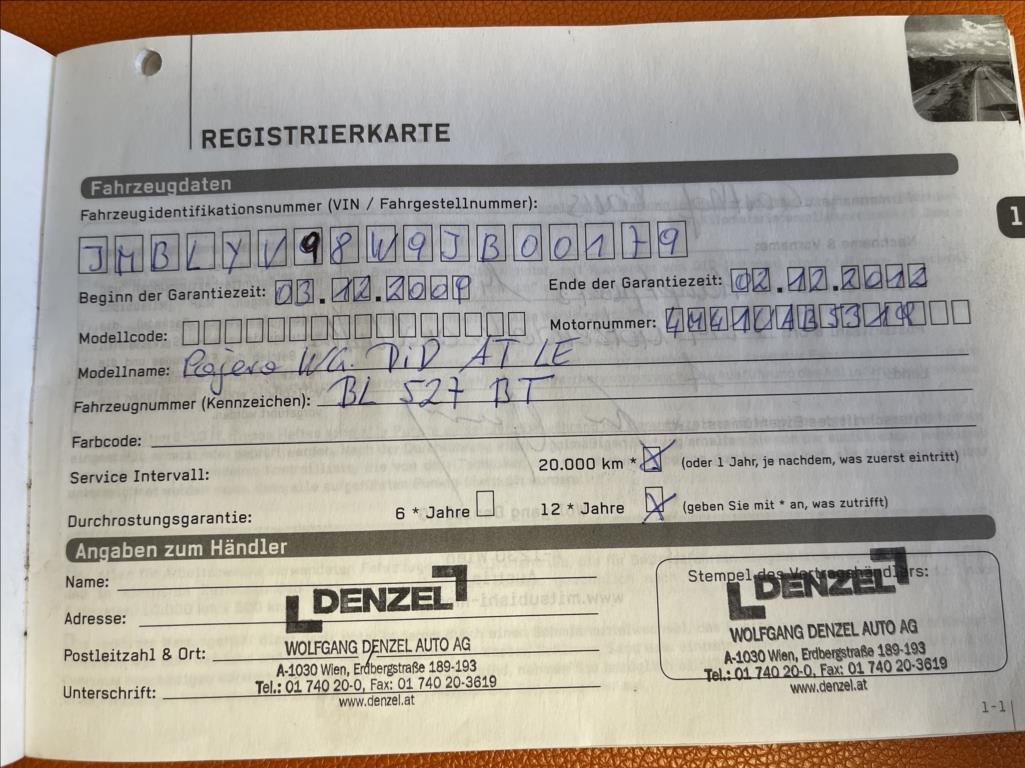 REGISTRIERKARTE
1
Fahrzeugdaten
Fahrzeugidentifikationsnummer (VIN / Fahrgestellnummer):
JMBLYV98W9JB00179
Beginn der Garantiezeit: 03.12.2009 Ende der Garantiezeit: 02.12.2012
Modellcode: Motornummer: 4M41UAB5319
Modellname: Pajero WG. DiD AT LE
Fahrzeugnummer (Kennzeichen): BL 527 BT
Farbcode:
Service Intervall: 20.000 km * X (oder 1 Jahr, je nachdem, was zuerst eintritt)
Durchrostungsgarantie: 6 * Jahre 12 * Jahre X (geben Sie mit * an, was zutrifft)
Angaben zum Händler
Name:
Adresse:
Postleitzahl & Ort:
Unterschrift:
DENZEL
WOLFGANG DENZEL AUTO AG
A-1030 Wien, Erdbergstraße 189-193
Tel.: 01 740 20-0, Fax: 01 740 20-3619
www.denzel.at
Stempel des Vertragshändlers:
DENZEL
WOLFGANG DENZEL AUTO AG
A-1030 Wien, Erdbergstraße 189-193
Tel.: 01 740 20-0, Fax: 01 740 20-3619
www.denzel.at
1-1